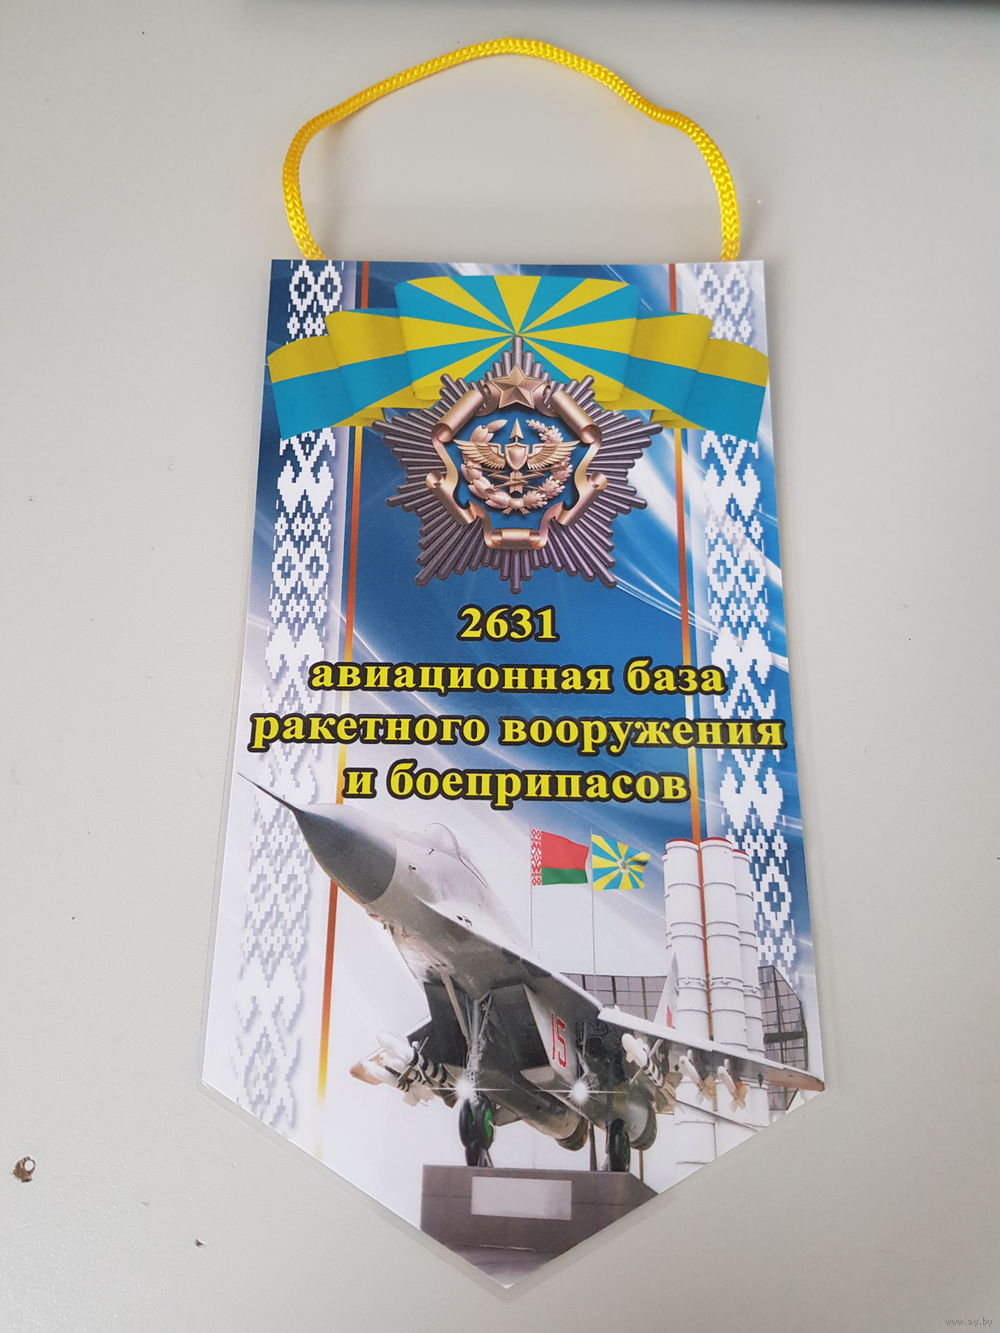 2631
авиационная база
ракетного вооружения
и боеприпасов
15
www.ay.by